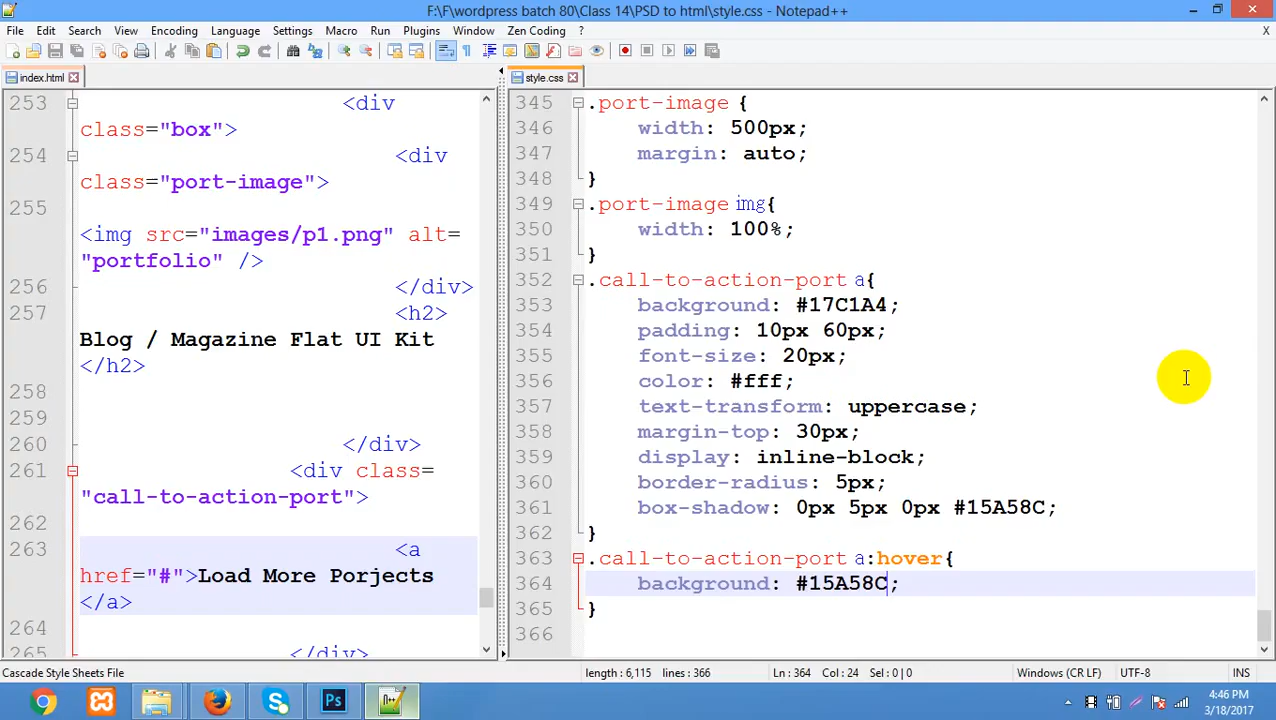 F:\F\wordpress batch 80\Class 14\PSD to html\style.css - Notepad++
File Edit Search View Encoding Language Settings Macro Run Plugins Window Zen Coding ? X
index.html
style.css
253 <div
class="box">
254 <div
class="port-image">
255
<img src="images/p1.png" alt=
"portfolio" />
256 </div>
257 <h2>
Blog / Magazine Flat UI Kit
</h2>
258
259
260 </div>
261 <div class=
"call-to-action-port">
262
263 <a
href="#">Load More Porjects
</a>
264
265 </div>
345 .port-image {
346 width: 500px;
347 margin: auto;
348 }
349 .port-image img{
350 width: 100%;
351 }
352 .call-to-action-port a{
353 background: #17C1A4;
354 padding: 10px 60px;
355 font-size: 20px;
356 color: #fff;
357 text-transform: uppercase;
358 margin-top: 30px;
359 display: inline-block;
360 border-radius: 5px;
361 box-shadow: 0px 5px 0px #15A58C;
362 }
363 .call-to-action-port a:hover{
364 background: #15A58C;
365 }
366
Cascade Style Sheets File length : 6,115 lines : 366 Ln : 364 Col : 24 Sel : 0 | 0 Windows (CR LF) UTF-8 INS
Ps
4:46 PM
3/18/2017